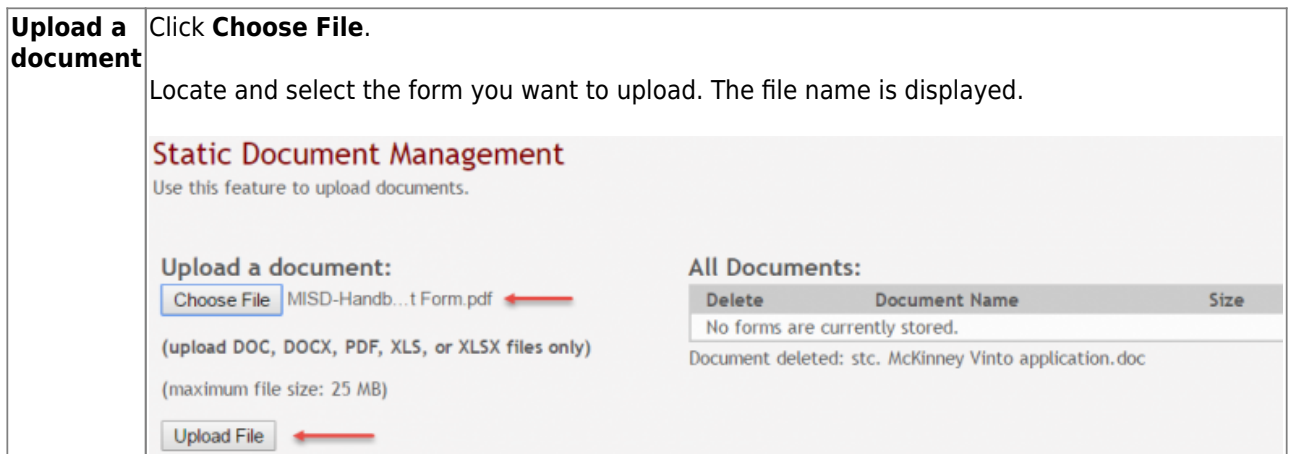 Upload a document
Click Choose File.
Locate and select the form you want to upload. The file name is displayed.
Static Document Management
Use this feature to upload documents.
Upload a document:
Choose File MISD-Handb...t Form.pdf
(upload DOC, DOCX, PDF, XLS, or XLSX files only)
(maximum file size: 25 MB)
Upload File
All Documents:
Delete Document Name Size
No forms are currently stored.
Document deleted: stc. McKinney Vinto application.doc